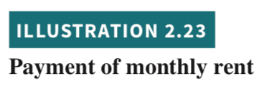 ILLUSTRATION 2.23
Payment of monthly rent